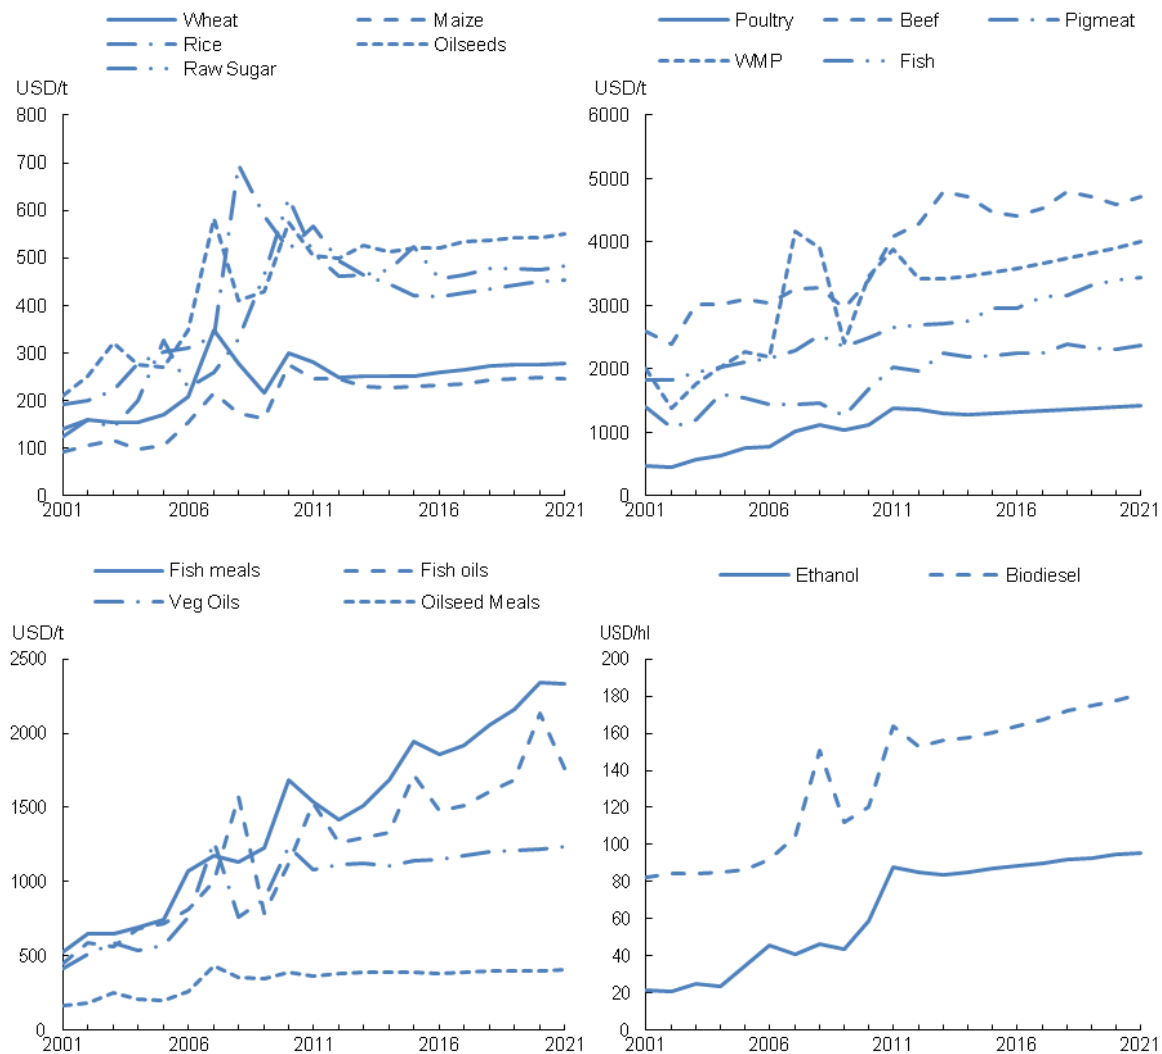 Wheat Maize
Rice Oilseeds
Raw Sugar
USD/t
800
700
600
500
400
300
200
100
0
2001 2006 2011 2016 2021
Poultry Beef Pigmeat
WMP Fish
USD/t
6000
5000
4000
3000
2000
1000
0
2001 2006 2011 2016 2021
Fish meals Fish oils
Veg Oils Oilseed Meals
USD/t
2500
2000
1500
1000
500
0
2001 2006 2011 2016 2021
Ethanol Biodiesel
USD/hl
200
180
160
140
120
100
80
60
40
20
0
2001 2006 2011 2016 2021